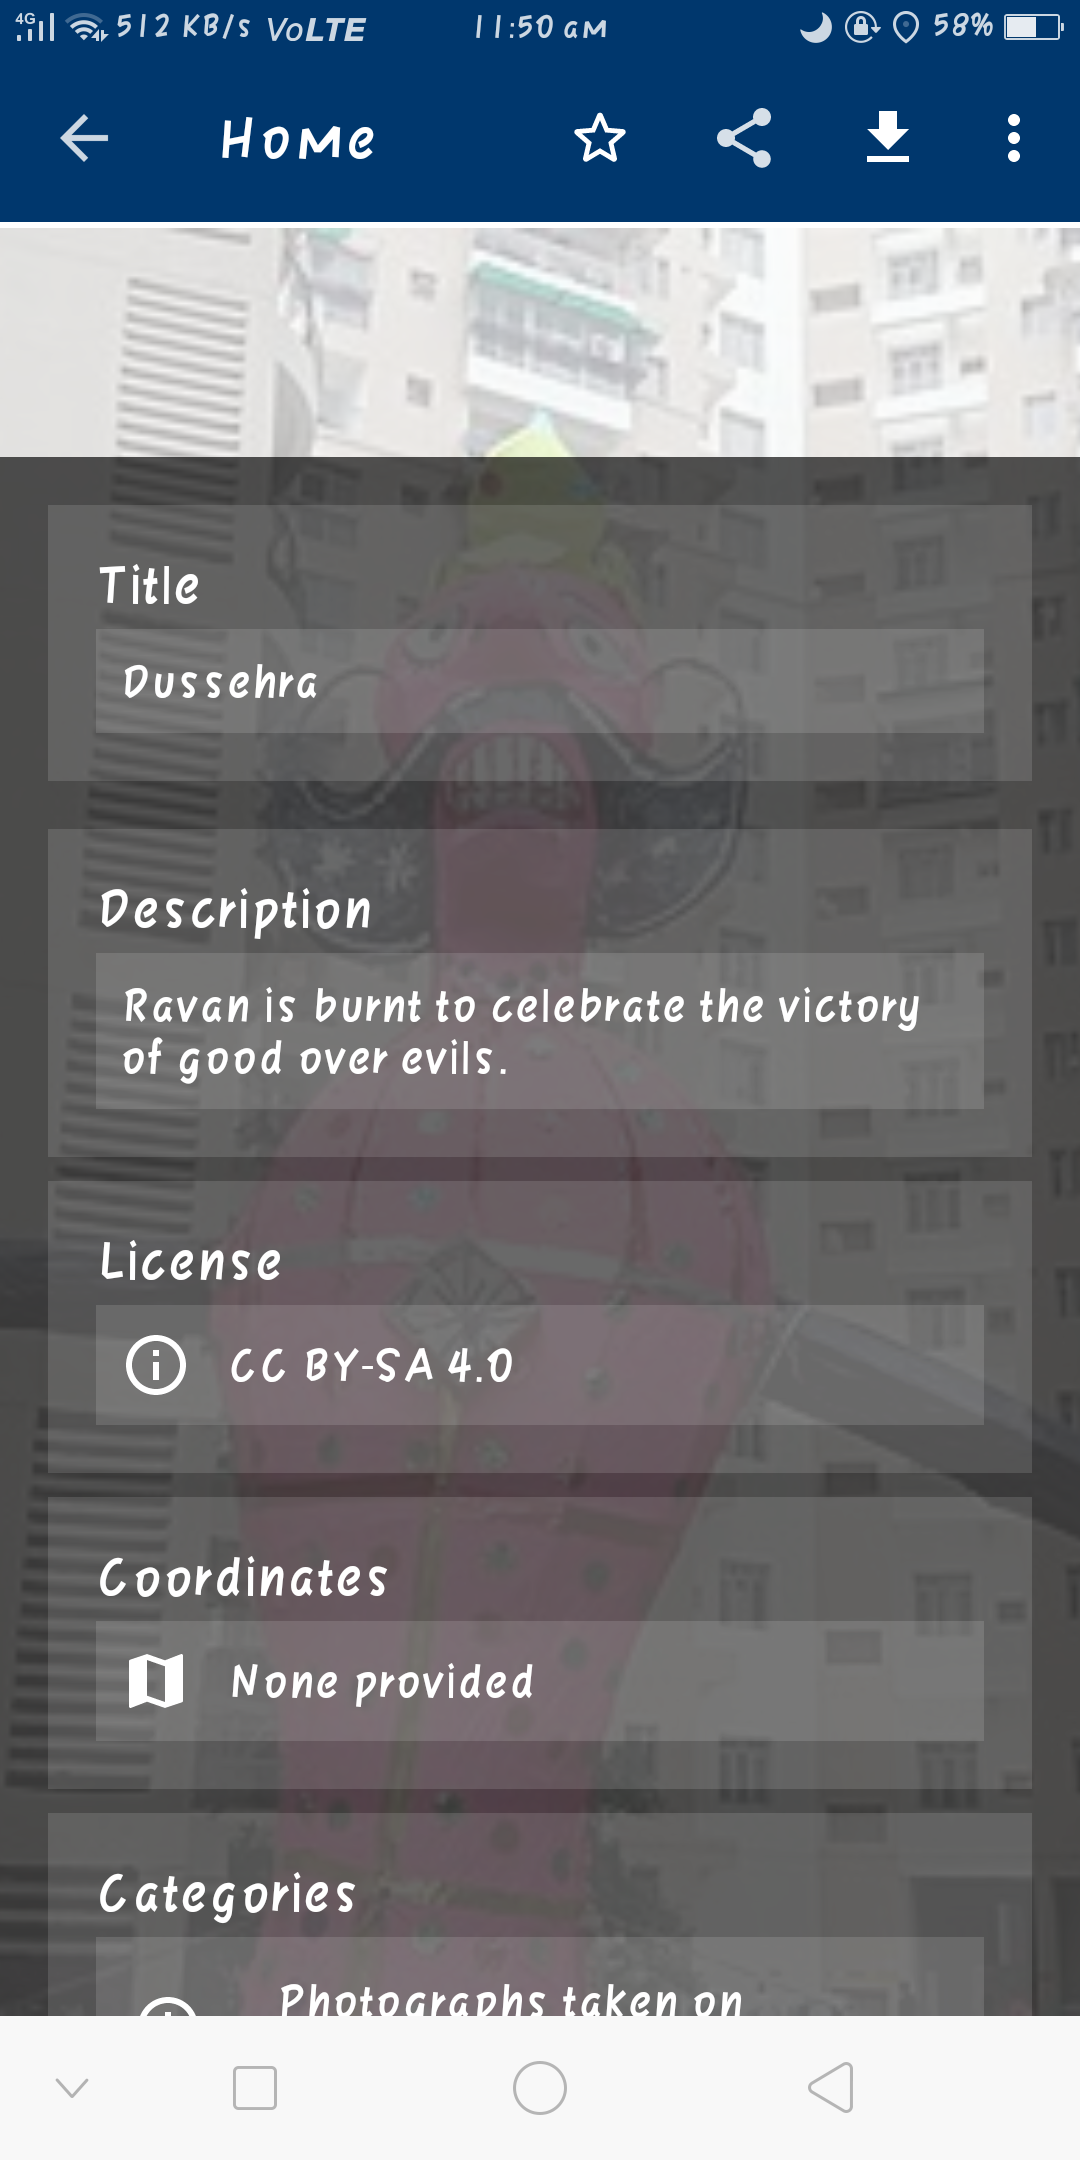 4G 512 KB/s VoLTE 11:50 am 58%
Home
Title
Dussehra
Description
Ravan is burnt to celebrate the victory
of good over evils.
License
CC BY-SA 4.0
Coordinates
None provided
Categories
Photographs taken on